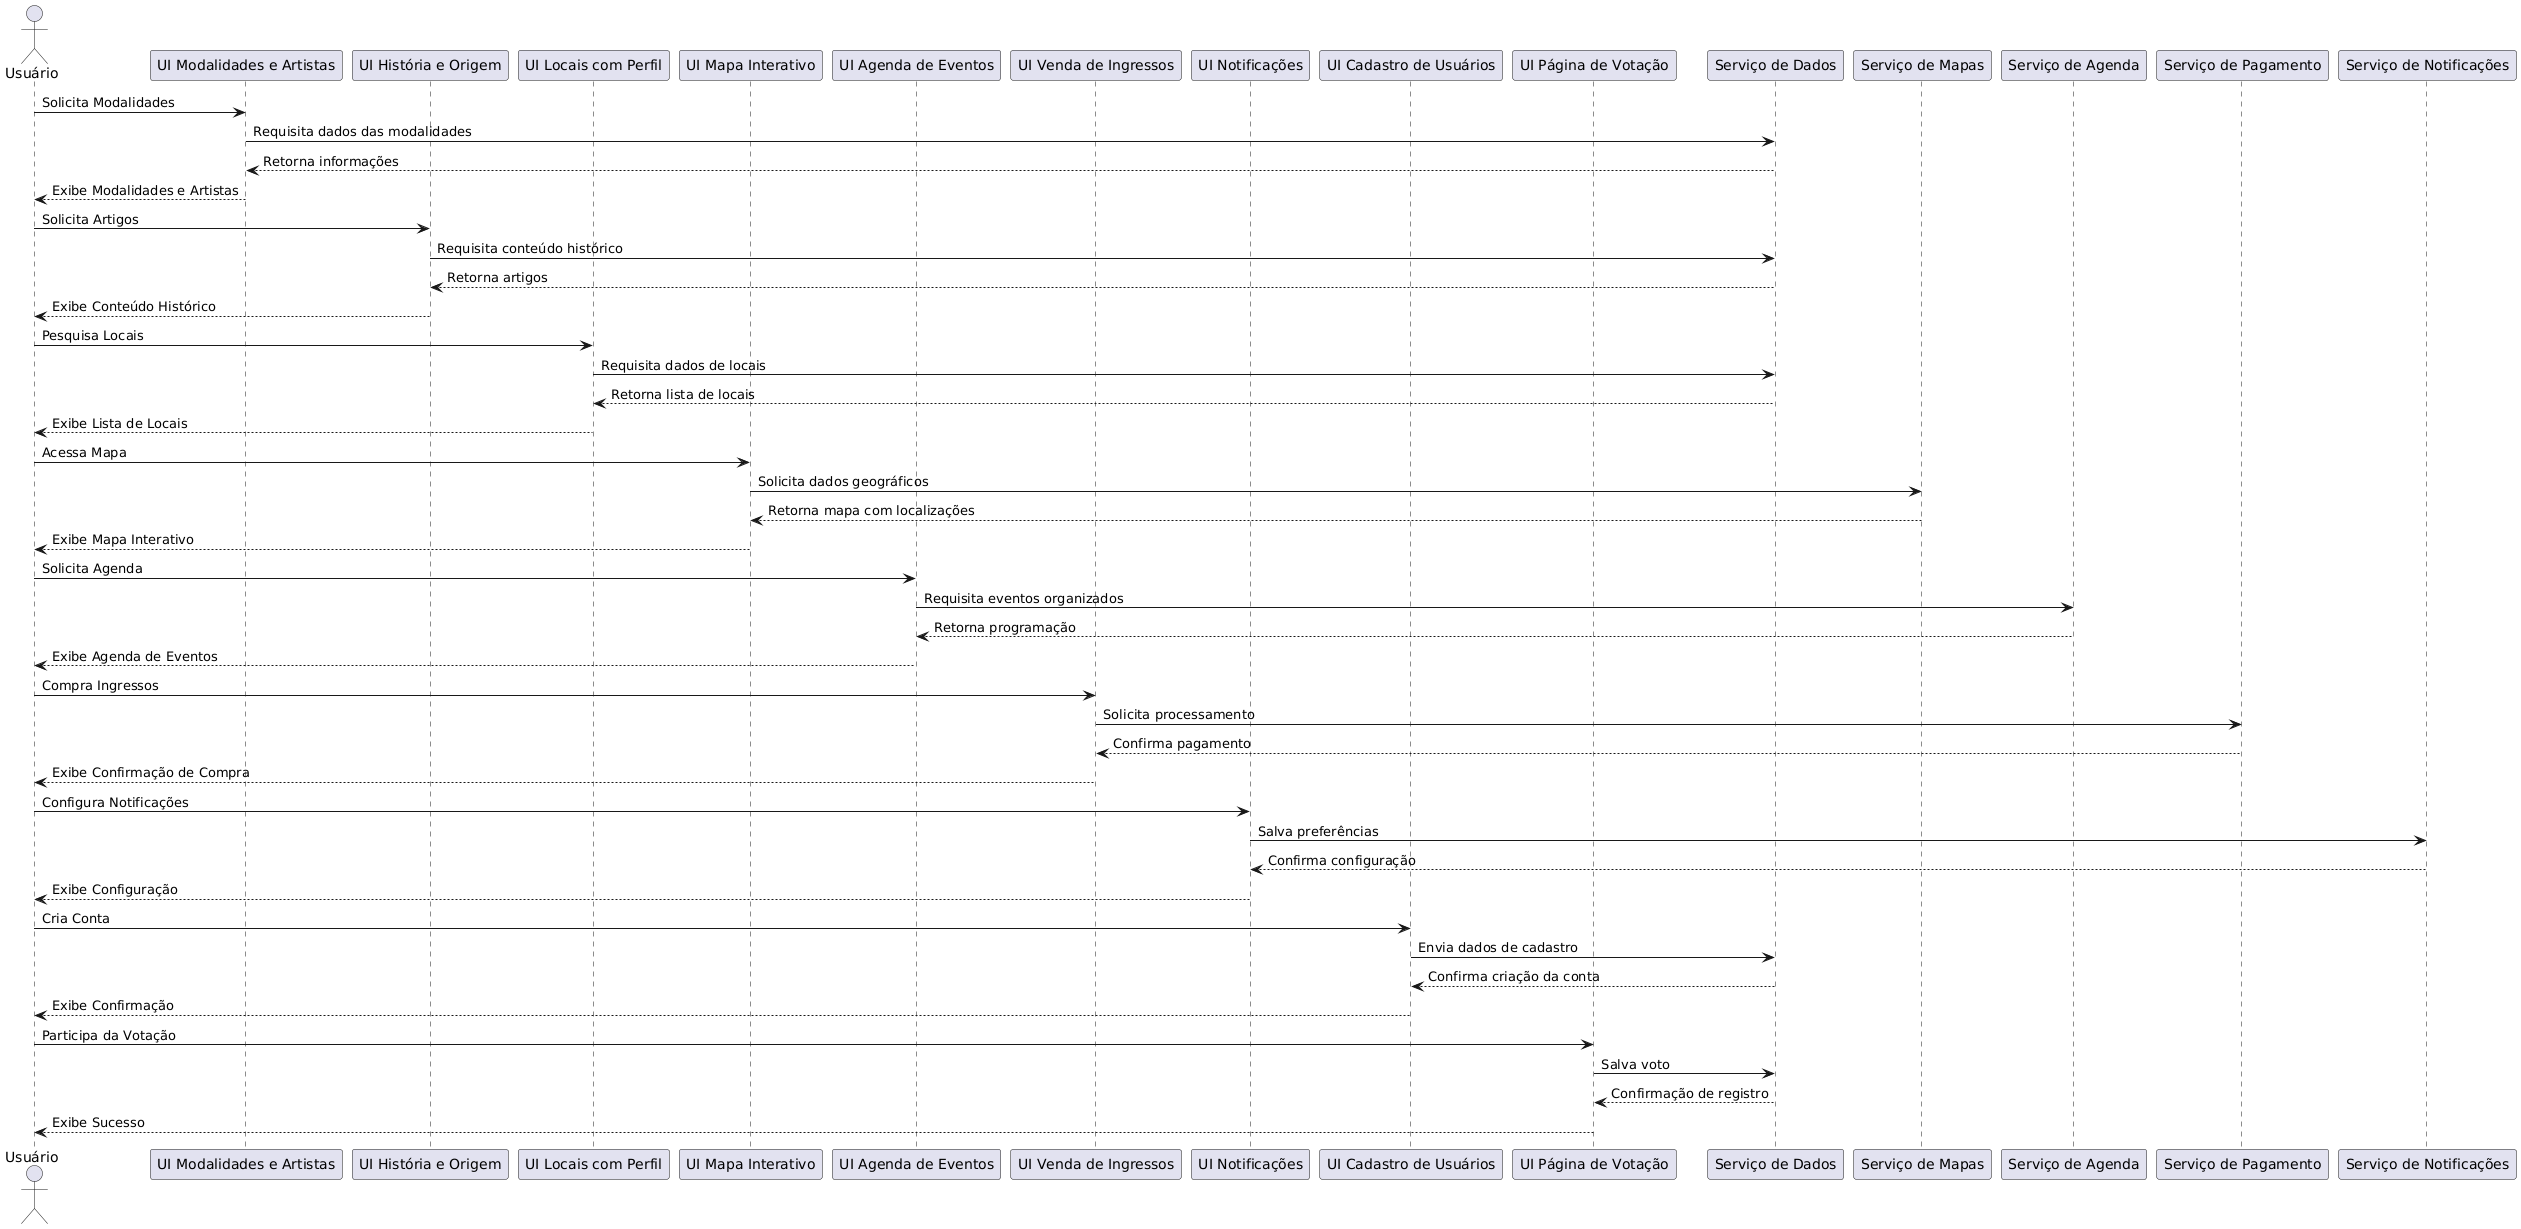 Usuário
UI Modalidades e Artistas
UI História e Origem
UI Locais com Perfil
UI Mapa Interativo
UI Agenda de Eventos
UI Venda de Ingressos
UI Notificações
UI Cadastro de Usuários
UI Página de Votação
Serviço de Dados
Serviço de Mapas
Serviço de Agenda
Serviço de Pagamento
Serviço de Notificações
Solicita Modalidades
Requisita dados das modalidades
Retorna informações
Exibe Modalidades e Artistas
Solicita Artigos
Requisita conteúdo histórico
Retorna artigos
Exibe Conteúdo Histórico
Pesquisa Locais
Requisita dados de locais
Retorna lista de locais
Exibe Lista de Locais
Acessa Mapa
Solicita dados geográficos
Retorna mapa com localizações
Exibe Mapa Interativo
Solicita Agenda
Requisita eventos organizados
Retorna programação
Exibe Agenda de Eventos
Compra Ingressos
Solicita processamento
Confirma pagamento
Exibe Confirmação de Compra
Configura Notificações
Salva preferências
Confirma configuração
Exibe Configuração
Cria Conta
Envia dados de cadastro
Confirma criação da conta
Exibe Confirmação
Participa da Votação
Salva voto
Confirmação de registro
Exibe Sucesso
Usuário
UI Modalidades e Artistas
UI História e Origem
UI Locais com Perfil
UI Mapa Interativo
UI Agenda de Eventos
UI Venda de Ingressos
UI Notificações
UI Cadastro de Usuários
UI Página de Votação
Serviço de Dados
Serviço de Mapas
Serviço de Agenda
Serviço de Pagamento
Serviço de Notificações